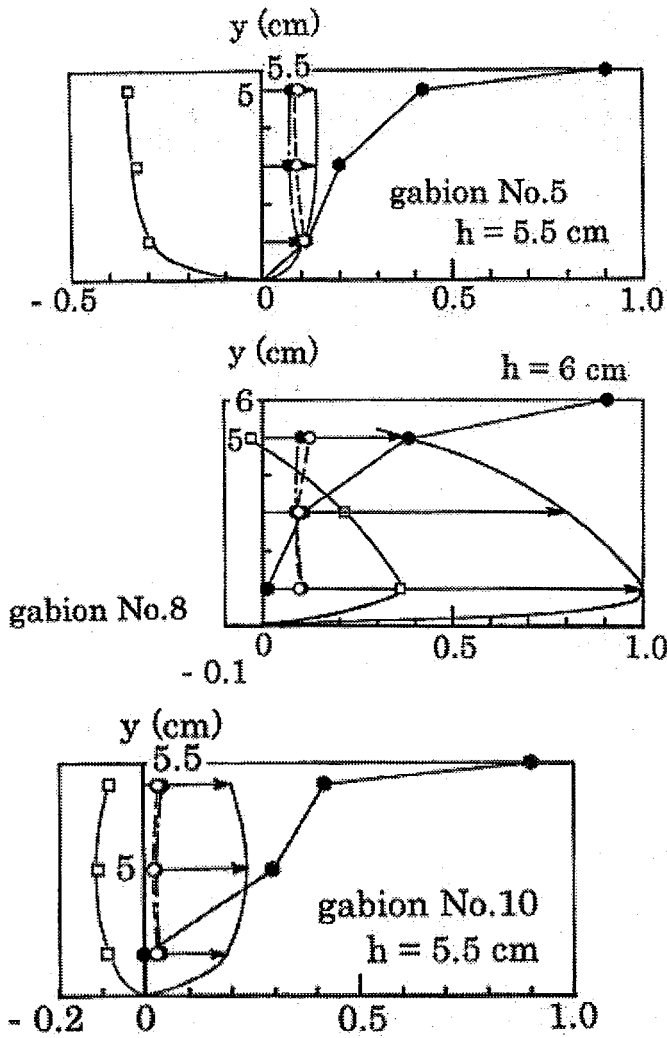 y (cm)
5.5
5
gabion No.5
h = 5.5 cm
- 0.5 0 0.5 1.0
y (cm)
h = 6 cm
6
5
gabion No.8
0 0.5 1.0
- 0.1
y (cm)
5.5
5
gabion No.10
h = 5.5 cm
- 0.2 0 0.5 1.0